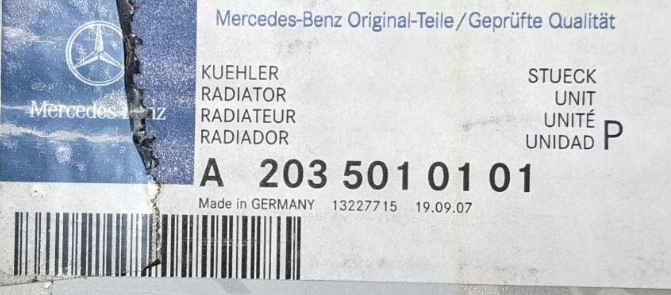 Mercedes-Benz Original-Teile/Geprüfte Qualität
Mercedes-Benz
KUEHLER STUECK
RADIATOR UNIT
RADIATEUR UNITÉ
RADIADOR UNIDAD P
A 203 501 01 01
Made in GERMANY 13227715 19.09.07